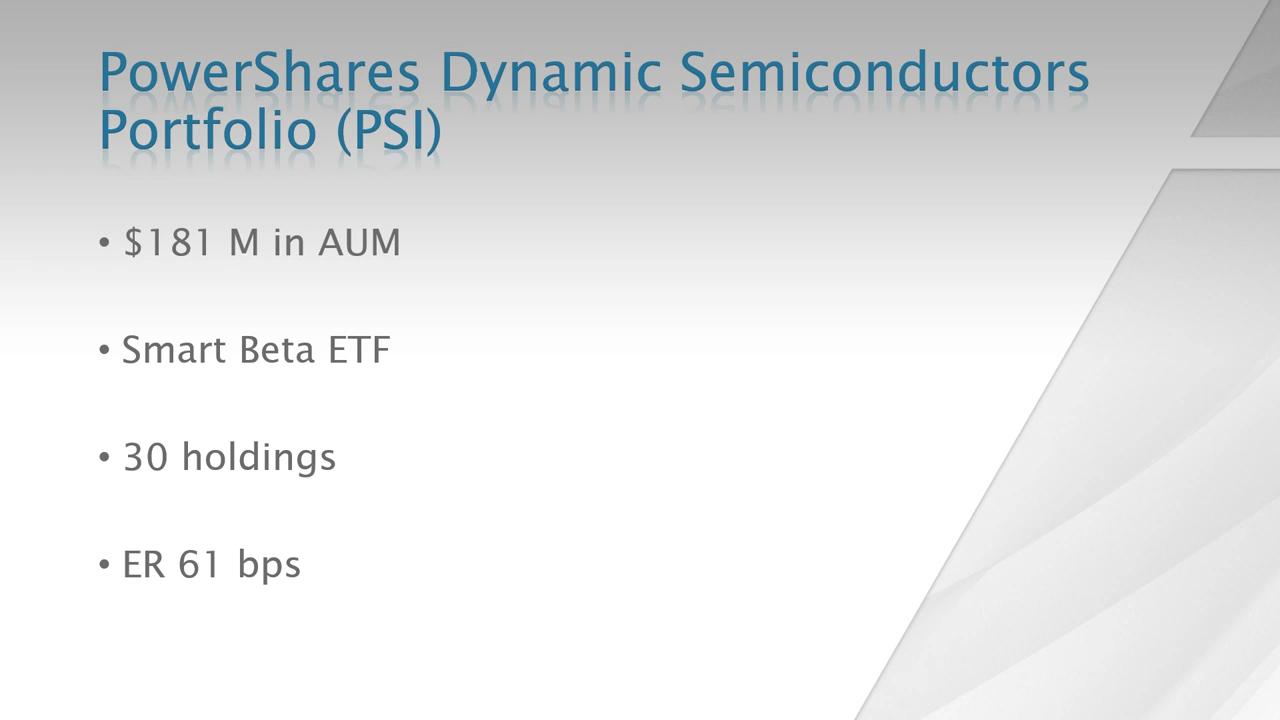 PowerShares Dynamic Semiconductors
Portfolio (PSI)
• $181 M in AUM
• Smart Beta ETF
• 30 holdings
• ER 61 bps